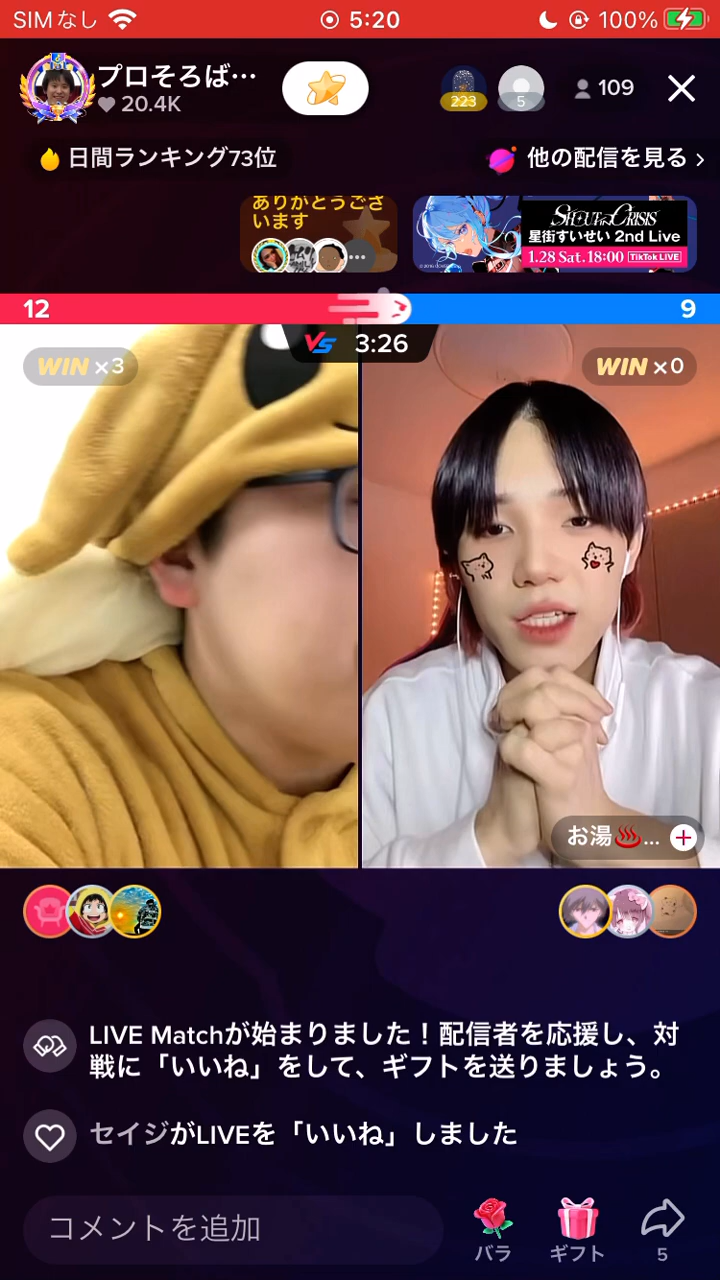 SIMなし 5:20 100%
プロそろば…
20.4K
223 5 109
日間ランキング73位
他の配信を見る
ありがとうござ
います
SHOUT in CRISIS
星街すいせい 2nd Live
1.28 Sat. 18:00 TikTok LIVE
12 9
VS 3:26
WIN ×3
WIN ×0
お湯♨️...
LIVE Matchが始まりました！配信者を応援し、対
戦に「いいね」をして、ギフトを送りましょう。
セイジがLIVEを「いいね」しました
コメントを追加
バラ ギフト 5